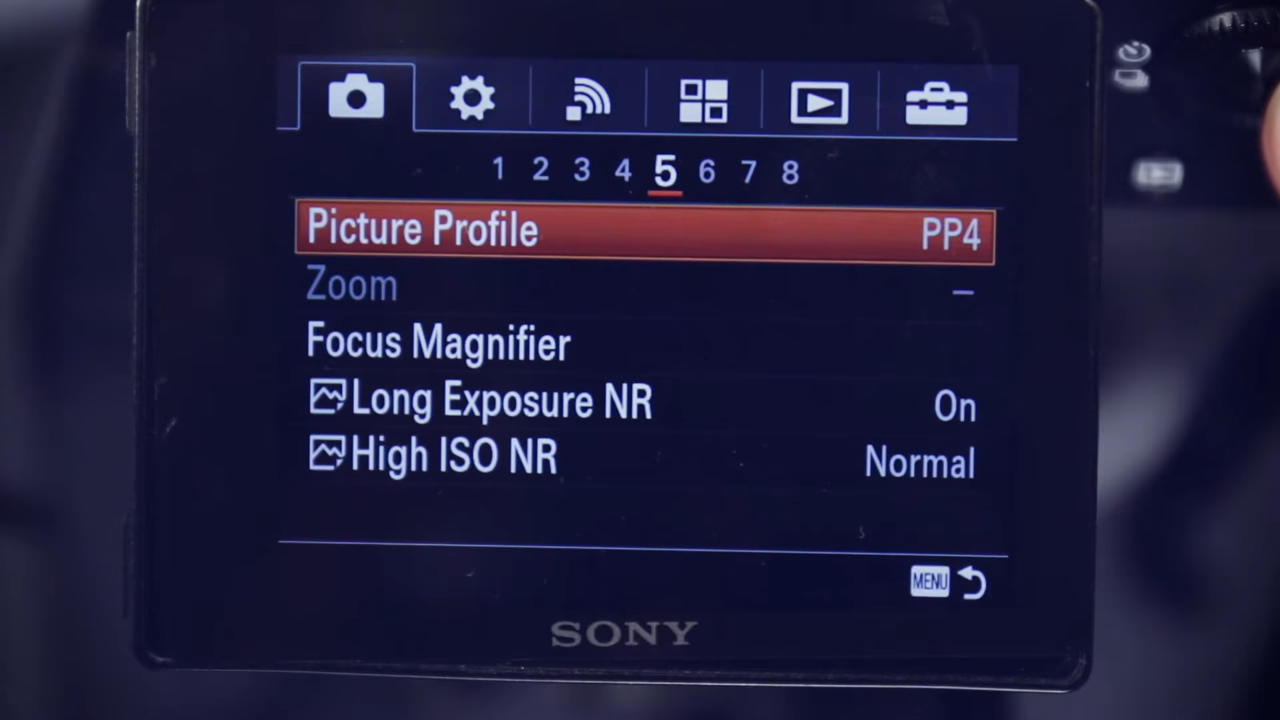 1 2 3 4 5 6 7 8
Picture Profile PP4
Zoom –
Focus Magnifier
Long Exposure NR On
High ISO NR Normal
MENU
SONY